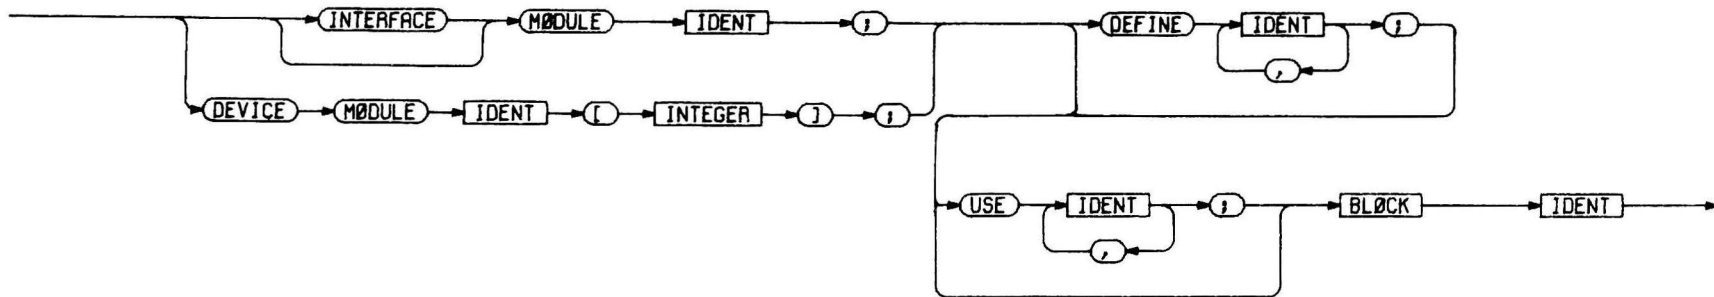 INTERFACE MØDULE IDENT ; DEFINE IDENT ;
,
DEVICE MØDULE IDENT [ INTEGER ] ;
USE IDENT ; BLØCK IDENT
,